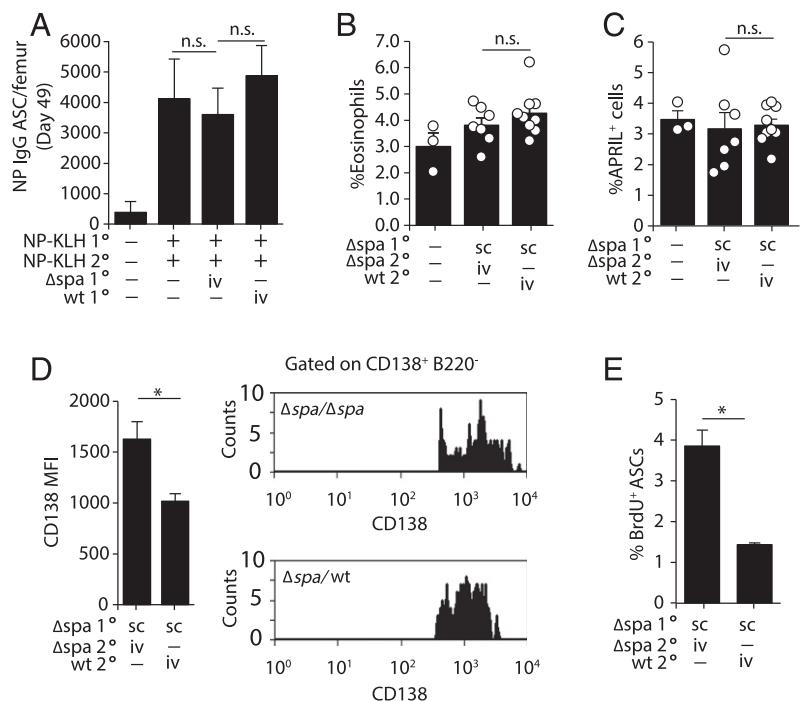 A
NP IgG ASC/femur
(Day 49)
6000
5000
4000
3000
2000
1000
0
n.s.
n.s.
NP-KLH 1° – + + +
NP-KLH 2° – + + +
Δspa 1° – – iv –
wt 1° – – – iv
B
%Eosinophils
7.0
6.0
5.0
4.0
3.0
2.0
1.0
0.0
n.s.
Δspa 1° – sc sc
Δspa 2° – iv –
wt 2° – – iv
C
%APRIL⁺ cells
6
5
4
3
2
1
0
n.s.
Δspa 1° – sc sc
Δspa 2° – iv –
wt 2° – – iv
D
CD138 MFI
2000
1500
1000
500
0
*
Δspa 1° sc sc
Δspa 2° iv –
wt 2° – iv
Gated on CD138⁺ B220⁻
Counts
10
5
0
Δspa/Δspa
10⁰ 10¹ 10² 10³ 10⁴
CD138
Counts
10
5
0
Δspa/wt
10⁰ 10¹ 10² 10³ 10⁴
CD138
E
% BrdU⁺ ASCs
5
4
3
2
1
0
*
Δspa 1° sc sc
Δspa 2° iv –
wt 2° – iv